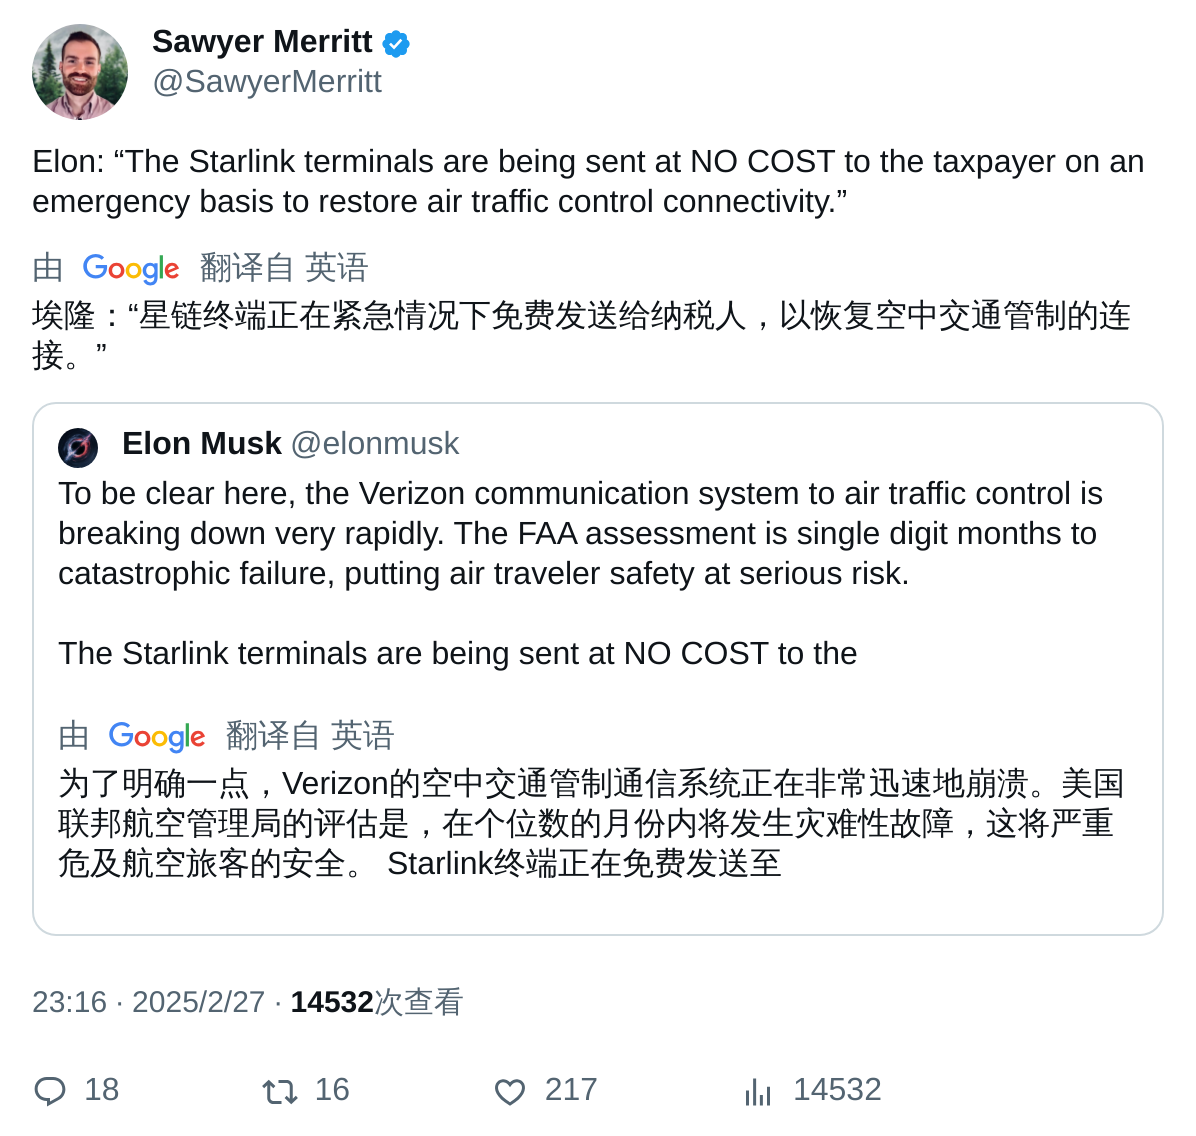 Sawyer Merritt
@SawyerMerritt
Elon: “The Starlink terminals are being sent at NO COST to the taxpayer on an
emergency basis to restore air traffic control connectivity.”
由 Google 翻译自 英语
埃隆：“星链终端正在紧急情况下免费发送给纳税人，以恢复空中交通管制的连
接。”
Elon Musk @elonmusk
To be clear here, the Verizon communication system to air traffic control is
breaking down very rapidly. The FAA assessment is single digit months to
catastrophic failure, putting air traveler safety at serious risk.
The Starlink terminals are being sent at NO COST to the
由 Google 翻译自 英语
为了明确一点，Verizon的空中交通管制通信系统正在非常迅速地崩溃。美国
联邦航空管理局的评估是，在个位数的月份内将发生灾难性故障，这将严重
危及航空旅客的安全。 Starlink终端正在免费发送至
23:16 · 2025/2/27 · 14532次查看
18 16 217 14532